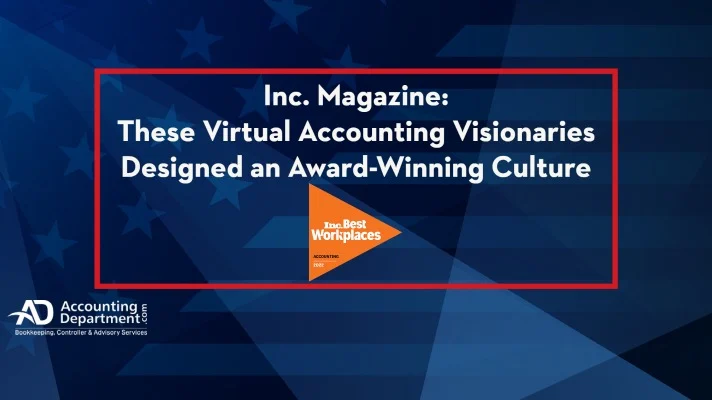 Inc. Magazine:
These Virtual Accounting Visionaries
Designed an Award-Winning Culture
Inc. Best
Workplaces
ACCOUNTING
AD Accounting
Department.com
Bookkeeping, Controller & Advisory Services